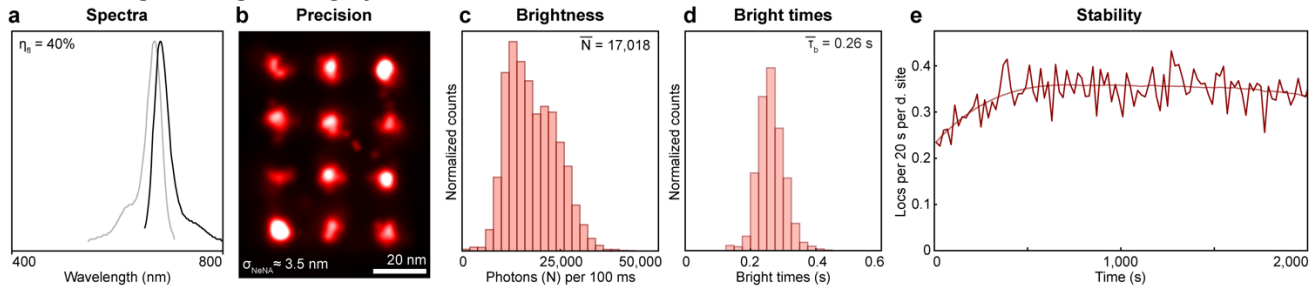 a Spectra
η_fl = 40%
400 800
Wavelength (nm)
b Precision
σ_NeNA ≈ 3.5 nm
20 nm
c Brightness
N̅ = 17,018
Normalized counts
0 25,000 50,000
Photons (N) per 100 ms
d Bright times
τ̅_b = 0.26 s
Normalized counts
0 0.2 0.4 0.6
Bright times (s)
e Stability
Locs per 20 s per d. site
0.4
0.3
0.2
0.1
0
0 1,000 2,000
Time (s)